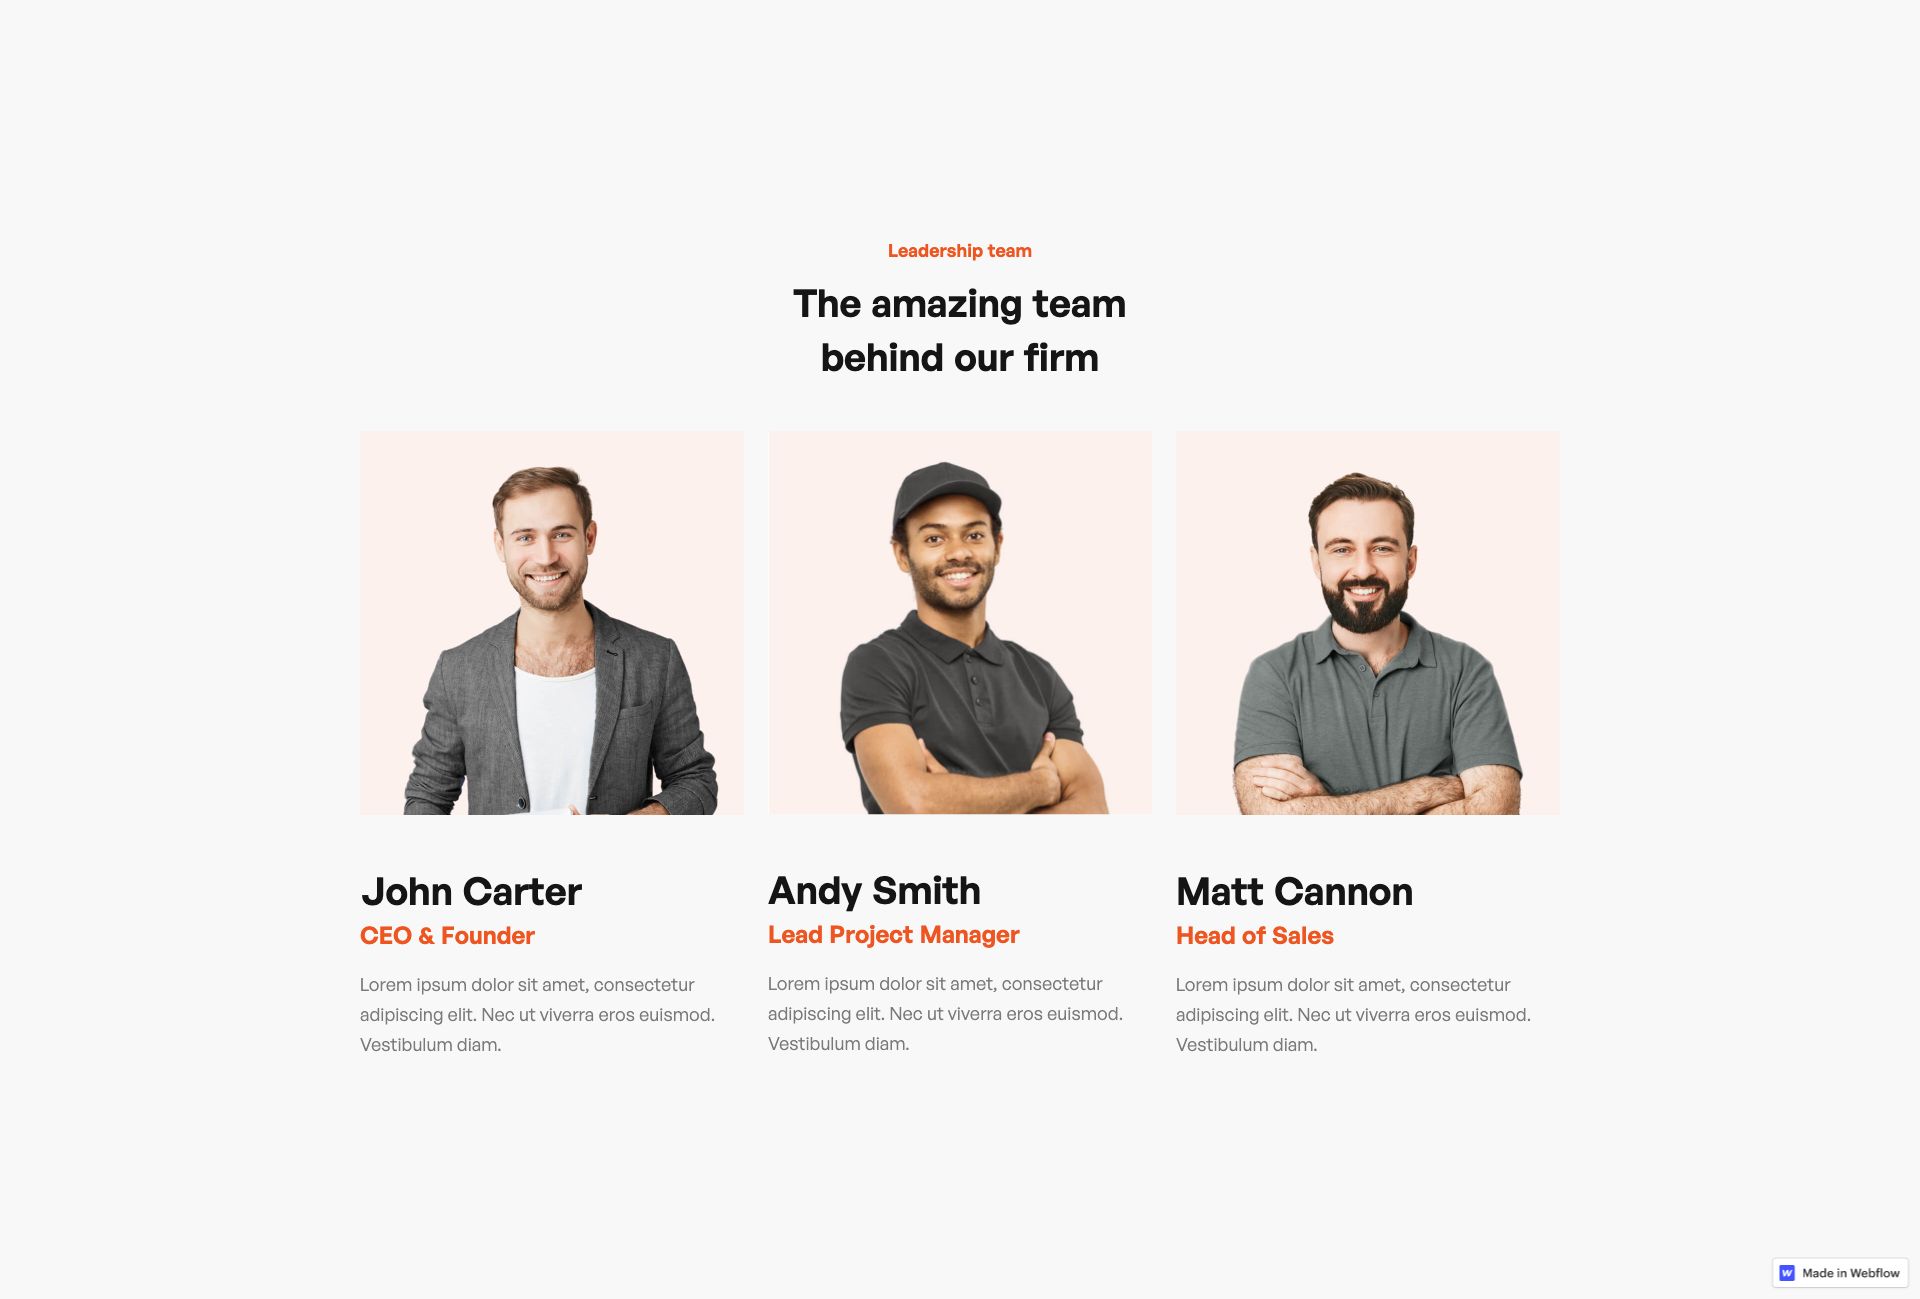 Leadership team
The amazing team
behind our firm
John Carter
CEO & Founder
Lorem ipsum dolor sit amet, consectetur
adipiscing elit. Nec ut viverra eros euismod.
Vestibulum diam.
Andy Smith
Lead Project Manager
Lorem ipsum dolor sit amet, consectetur
adipiscing elit. Nec ut viverra eros euismod.
Vestibulum diam.
Matt Cannon
Head of Sales
Lorem ipsum dolor sit amet, consectetur
adipiscing elit. Nec ut viverra eros euismod.
Vestibulum diam.
Made in Webflow